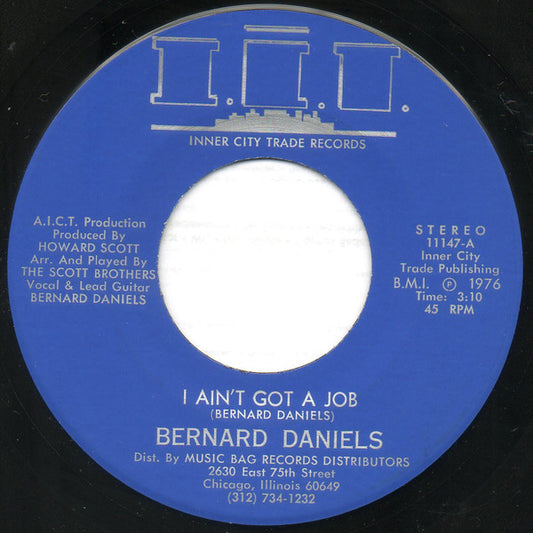 INNER CITY TRADE RECORDS
A.I.C.T. Production
Produced By
HOWARD SCOTT
Arr. And Played By
THE SCOTT BROTHERS
Vocal & Lead Guitar
BERNARD DANIELS
STEREO
11147-A
Inner City
Trade Publishing
B.M.I. ℗ 1976
Time: 3:10
45 RPM
I AIN'T GOT A JOB
(BERNARD DANIELS)
BERNARD DANIELS
Dist. By MUSIC BAG RECORDS DISTRIBUTORS
2630 East 75th Street
Chicago, Illinois 60649
(312) 734-1232